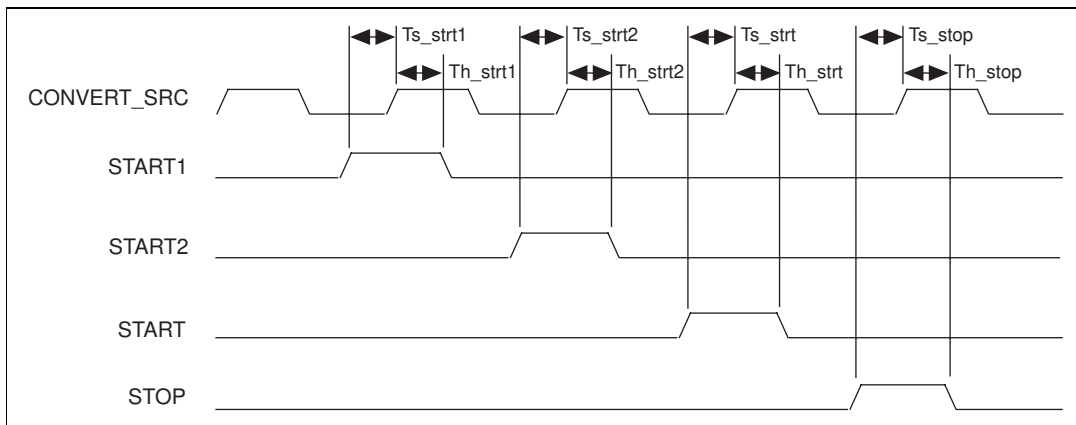 Ts_strt1 Ts_strt2 Ts_strt Ts_stop
Th_strt1 Th_strt2 Th_strt Th_stop
CONVERT_SRC
START1
START2
START
STOP